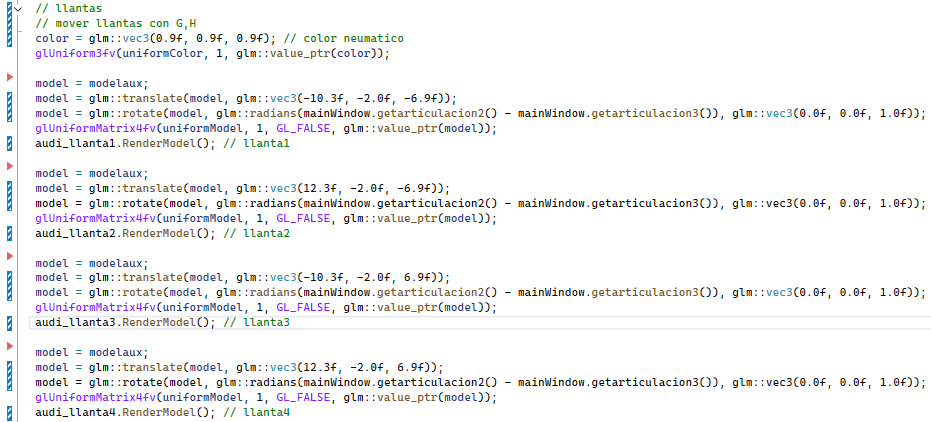 // llantas
// mover llantas con G,H
color = glm::vec3(0.9f, 0.9f, 0.9f); // color neumatico
glUniform3fv(uniformColor, 1, glm::value_ptr(color));
model = modelaux;
model = glm::translate(model, glm::vec3(-10.3f, -2.0f, -6.9f));
model = glm::rotate(model, glm::radians(mainWindow.getarticulacion2() - mainWindow.getarticulacion3()), glm::vec3(0.0f, 0.0f, 1.0f));
glUniformMatrix4fv(uniformModel, 1, GL_FALSE, glm::value_ptr(model));
audi_llanta1.RenderModel(); // llanta1
model = modelaux;
model = glm::translate(model, glm::vec3(12.3f, -2.0f, -6.9f));
model = glm::rotate(model, glm::radians(mainWindow.getarticulacion2() - mainWindow.getarticulacion3()), glm::vec3(0.0f, 0.0f, 1.0f));
glUniformMatrix4fv(uniformModel, 1, GL_FALSE, glm::value_ptr(model));
audi_llanta2.RenderModel(); // llanta2
model = modelaux;
model = glm::translate(model, glm::vec3(-10.3f, -2.0f, 6.9f));
model = glm::rotate(model, glm::radians(mainWindow.getarticulacion2() - mainWindow.getarticulacion3()), glm::vec3(0.0f, 0.0f, 1.0f));
glUniformMatrix4fv(uniformModel, 1, GL_FALSE, glm::value_ptr(model));
audi_llanta3.RenderModel(); // llanta3
model = modelaux;
model = glm::translate(model, glm::vec3(12.3f, -2.0f, 6.9f));
model = glm::rotate(model, glm::radians(mainWindow.getarticulacion2() - mainWindow.getarticulacion3()), glm::vec3(0.0f, 0.0f, 1.0f));
glUniformMatrix4fv(uniformModel, 1, GL_FALSE, glm::value_ptr(model));
audi_llanta4.RenderModel(); // llanta4